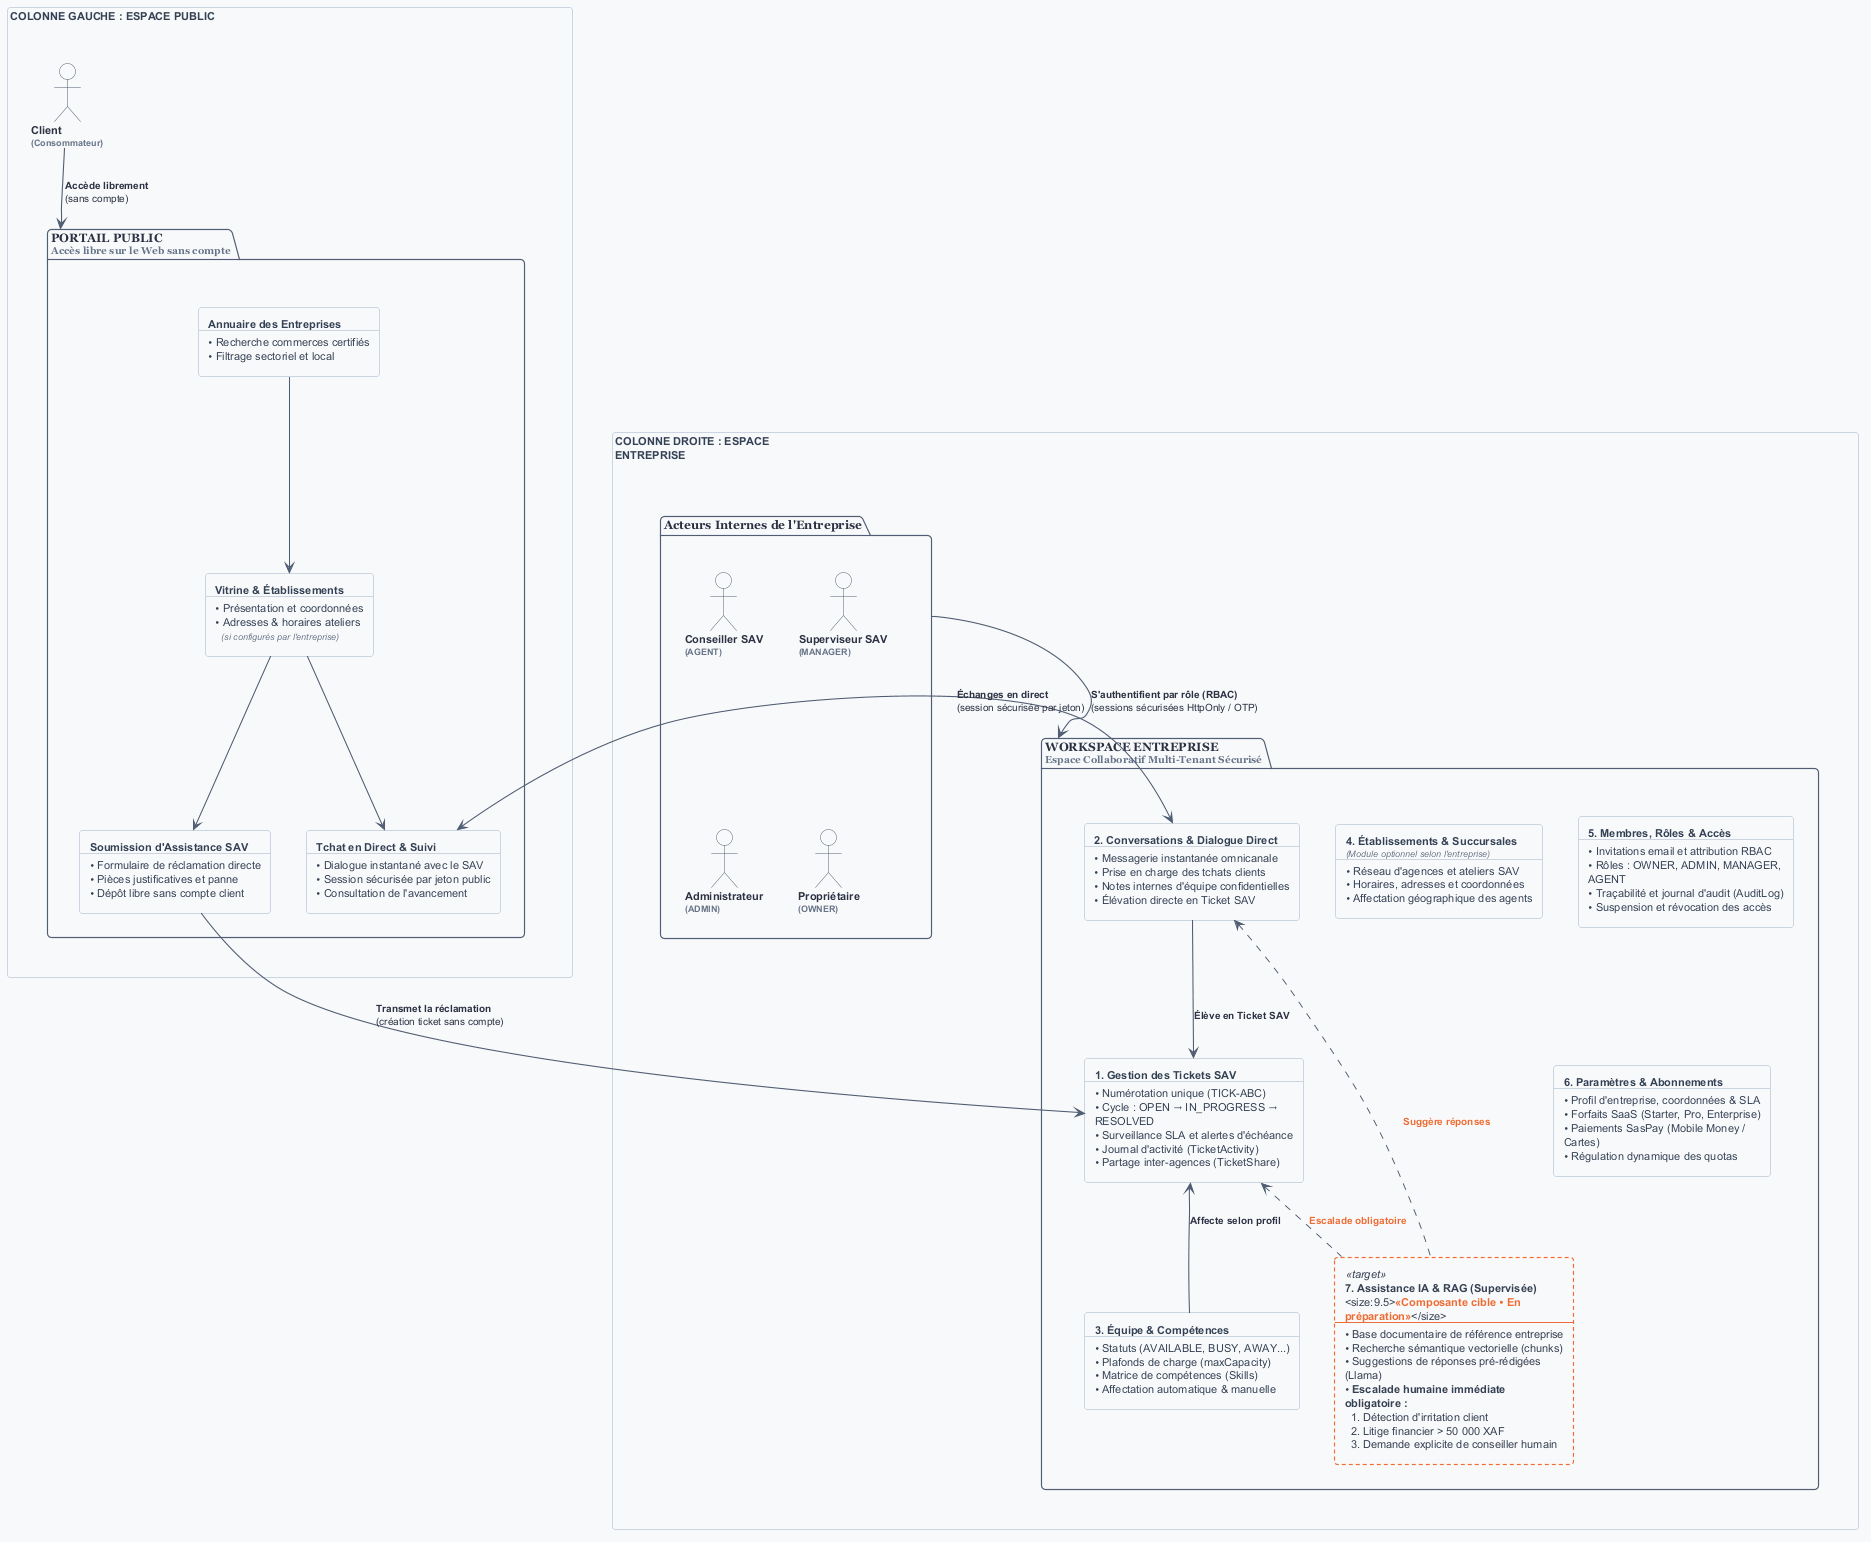 COLONNE GAUCHE : ESPACE PUBLIC
Client
(Consommateur)
Accède librement
(sans compte)
PORTAIL PUBLIC
Accès libre sur le Web sans compte
Annuaire des Entreprises
• Recherche commerces certifiés
• Filtrage sectoriel et local
Vitrine & Établissements
• Présentation et coordonnées
• Adresses & horaires ateliers
(si configurés par l'entreprise)
Soumission d'Assistance SAV
• Formulaire de réclamation directe
• Pièces justificatives et panne
• Dépôt libre sans compte client
Tchat en Direct & Suivi
• Dialogue instantané avec le SAV
• Session sécurisée par jeton public
• Consultation de l'avancement
Transmet la réclamation
(création ticket sans compte)
COLONNE DROITE : ESPACE
ENTREPRISE
Acteurs Internes de l'Entreprise
Conseiller SAV
(AGENT)
Superviseur SAV
(MANAGER)
Administrateur
(ADMIN)
Propriétaire
(OWNER)
Échanges en direct
(session sécurisée par jeton)
S'authentifient par rôle (RBAC)
(sessions sécurisées HttpOnly / OTP)
WORKSPACE ENTREPRISE
Espace Collaboratif Multi-Tenant Sécurisé
2. Conversations & Dialogue Direct
• Messagerie instantanée omnicanale
• Prise en charge des tchats clients
• Notes internes d'équipe confidentielles
• Élévation directe en Ticket SAV
4. Établissements & Succursales
(Module optionnel selon l'entreprise)
• Réseau d'agences et ateliers SAV
• Horaires, adresses et coordonnées
• Affectation géographique des agents
5. Membres, Rôles & Accès
• Invitations email et attribution RBAC
• Rôles : OWNER, ADMIN, MANAGER,
AGENT
• Traçabilité et journal d'audit (AuditLog)
• Suspension et révocation des accès
Élève en Ticket SAV
1. Gestion des Tickets SAV
• Numérotation unique (TICK-ABC)
• Cycle : OPEN → IN_PROGRESS →
RESOLVED
• Surveillance SLA et alertes d'échéance
• Journal d'activité (TicketActivity)
• Partage inter-agences (TicketShare)
6. Paramètres & Abonnements
• Profil d'entreprise, coordonnées & SLA
• Forfaits SaaS (Starter, Pro, Enterprise)
• Paiements SasPay (Mobile Money /
Cartes)
• Régulation dynamique des quotas
Suggère réponses
Affecte selon profil
Escalade obligatoire
3. Équipe & Compétences
• Statuts (AVAILABLE, BUSY, AWAY...)
• Plafonds de charge (maxCapacity)
• Matrice de compétences (Skills)
• Affectation automatique & manuelle
«target»
7. Assistance IA & RAG (Supervisée)
<size:9.5>«Composante cible • En
préparation»</size>
• Base documentaire de référence entreprise
• Recherche sémantique vectorielle (chunks)
• Suggestions de réponses pré-rédigées
(Llama)
• Escalade humaine immédiate
obligatoire :
1. Détection d'irritation client
2. Litige financier > 50 000 XAF
3. Demande explicite de conseiller humain